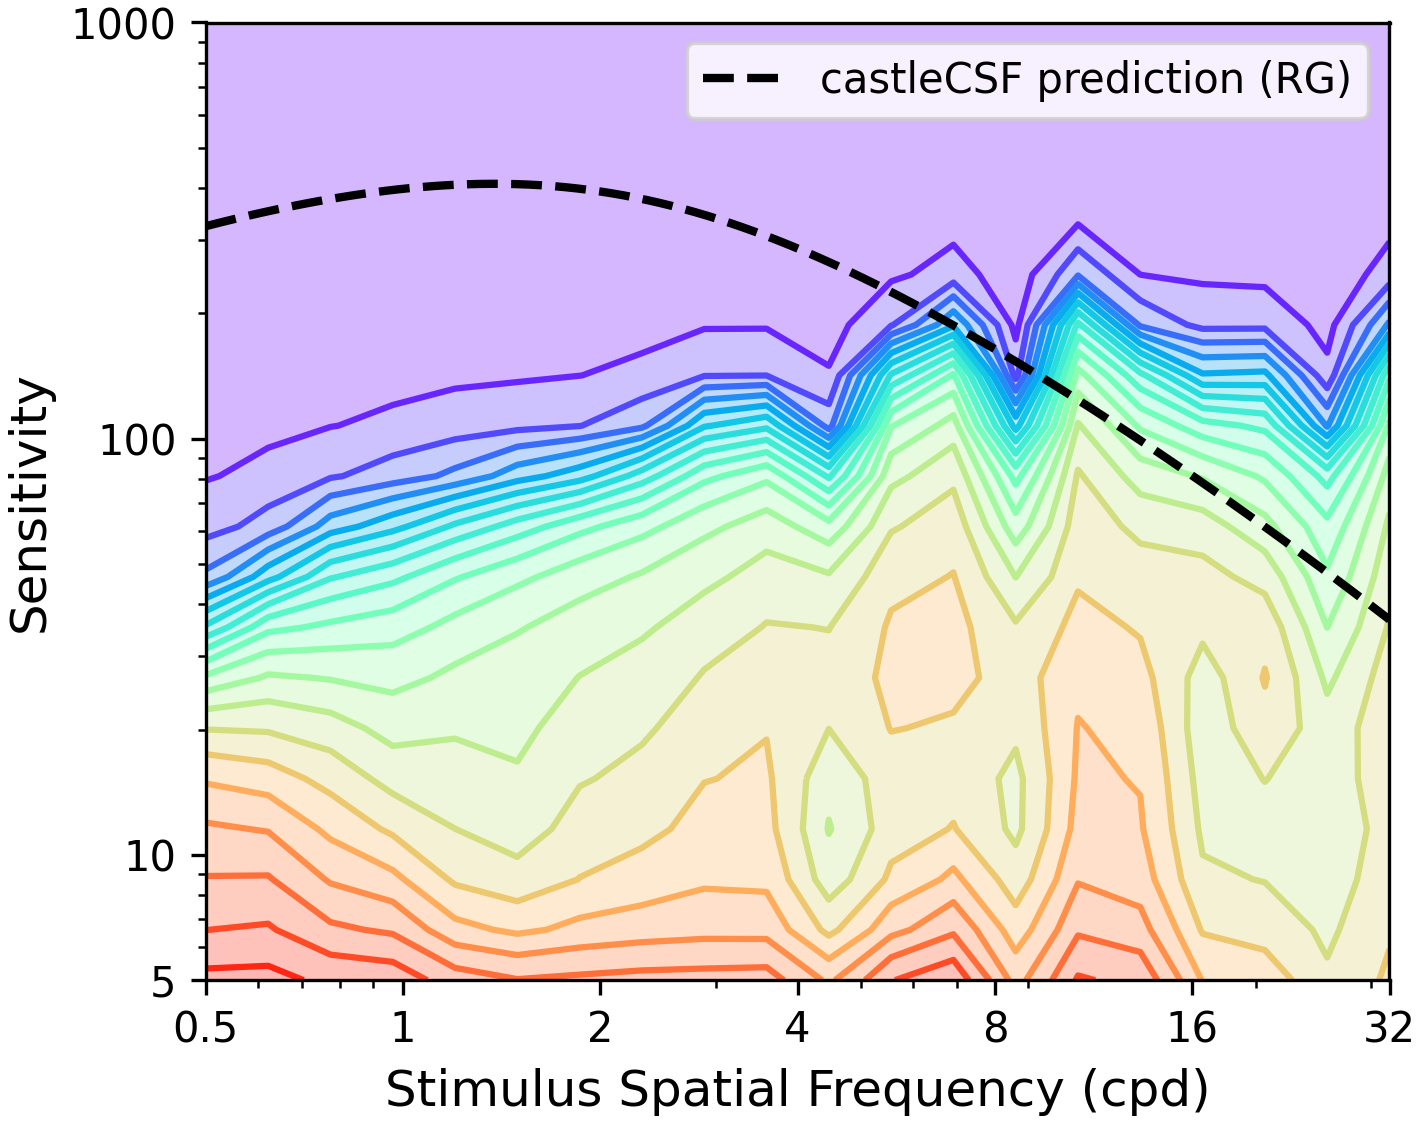 1000
castleCSF prediction (RG)
100
10
5
Sensitivity
0.5 1 2 4 8 16 32
Stimulus Spatial Frequency (cpd)